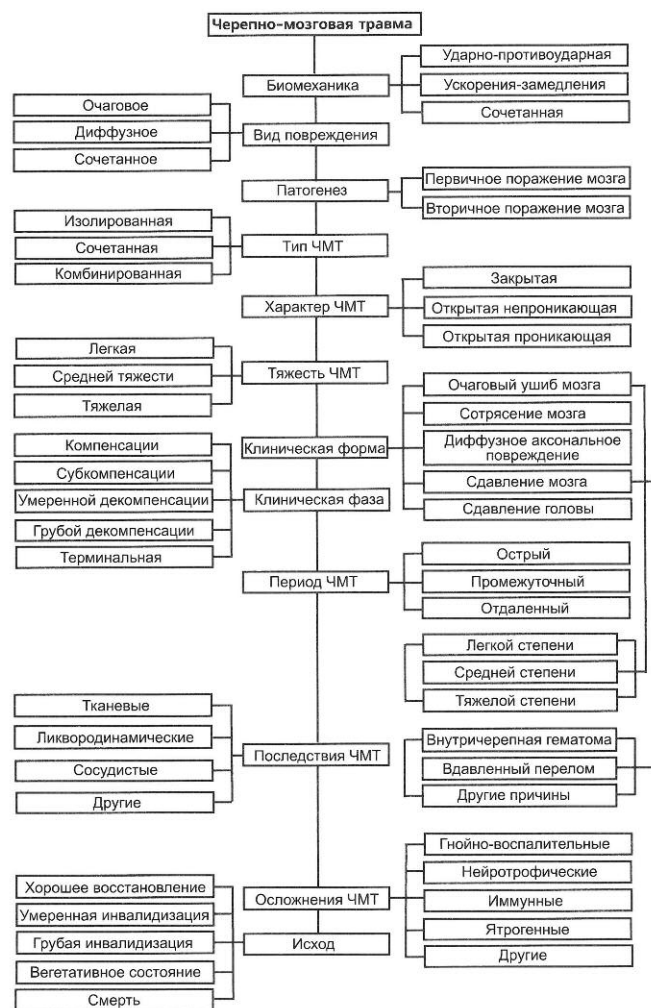 Черепно-мозговая травма
Биомеханика
Ударно-противоударная
Ускорения-замедления
Сочетанная
Очаговое
Диффузное
Сочетанное
Вид повреждения
Патогенез
Первичное поражение мозга
Вторичное поражение мозга
Изолированная
Сочетанная
Комбинированная
Тип ЧМТ
Характер ЧМТ
Закрытая
Открытая непроникающая
Открытая проникающая
Легкая
Средней тяжести
Тяжелая
Тяжесть ЧМТ
Клиническая форма
Очаговый ушиб мозга
Сотрясение мозга
Диффузное аксональное
повреждение
Сдавление мозга
Сдавление головы
Компенсации
Субкомпенсации
Умеренной декомпенсации
Грубой декомпенсации
Терминальная
Клиническая фаза
Период ЧМТ
Острый
Промежуточный
Отдаленный
Легкой степени
Средней степени
Тяжелой степени
Тканевые
Ликвородинамические
Сосудистые
Другие
Последствия ЧМТ
Внутричерепная гематома
Вдавленный перелом
Другие причины
Осложнения ЧМТ
Гнойно-воспалительные
Нейротрофические
Иммунные
Ятрогенные
Другие
Хорошее восстановление
Умеренная инвалидизация
Грубая инвалидизация
Вегетативное состояние
Смерть
Исход